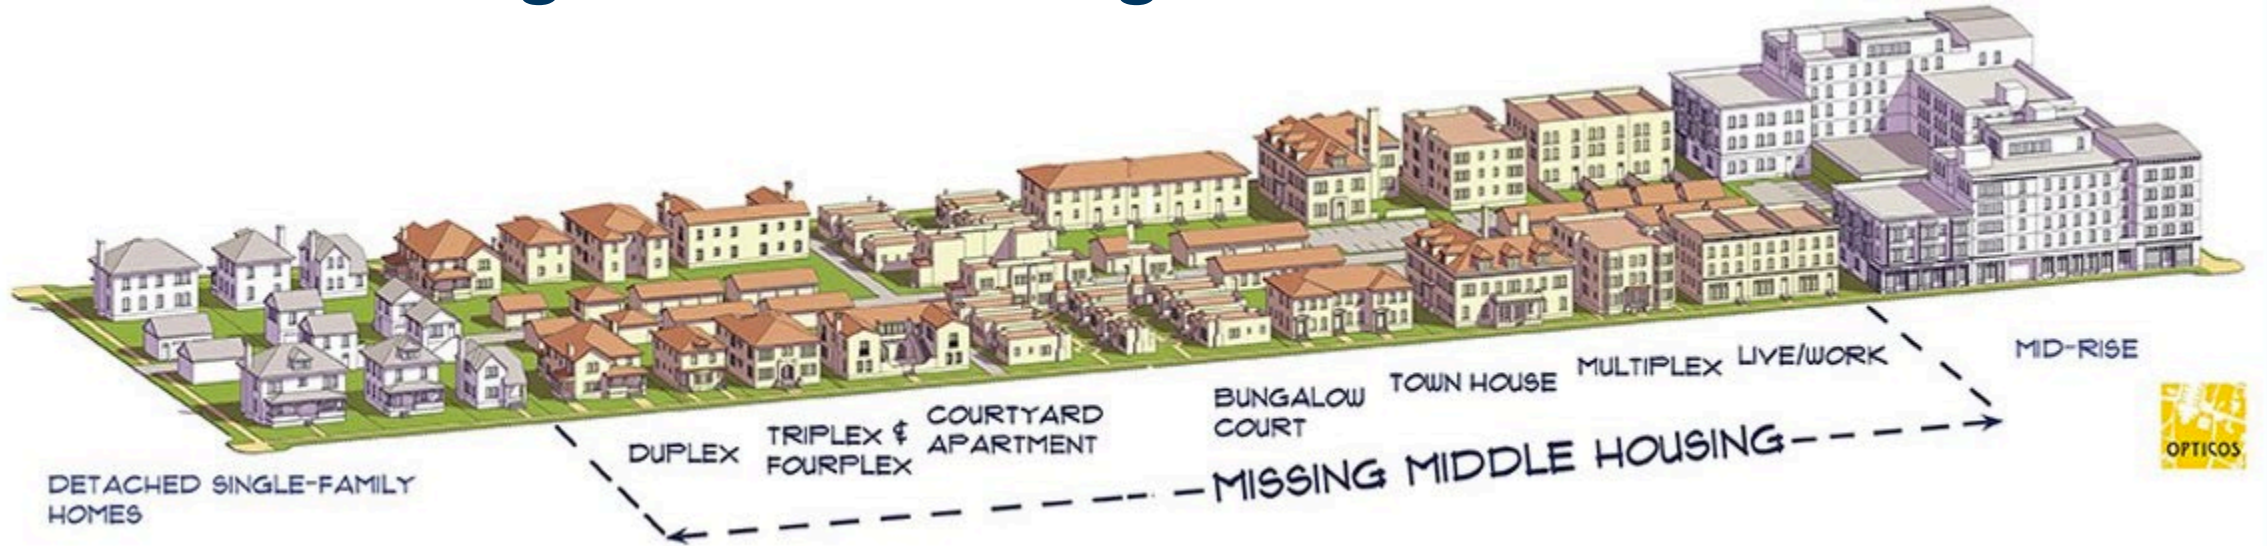 DETACHED SINGLE-FAMILY
HOMES
DUPLEX
TRIPLEX &
FOURPLEX
COURTYARD
APARTMENT
BUNGALOW
COURT
TOWN HOUSE
MULTIPLEX
LIVE/WORK
MID-RISE
MISSING MIDDLE HOUSING
OPTICOS